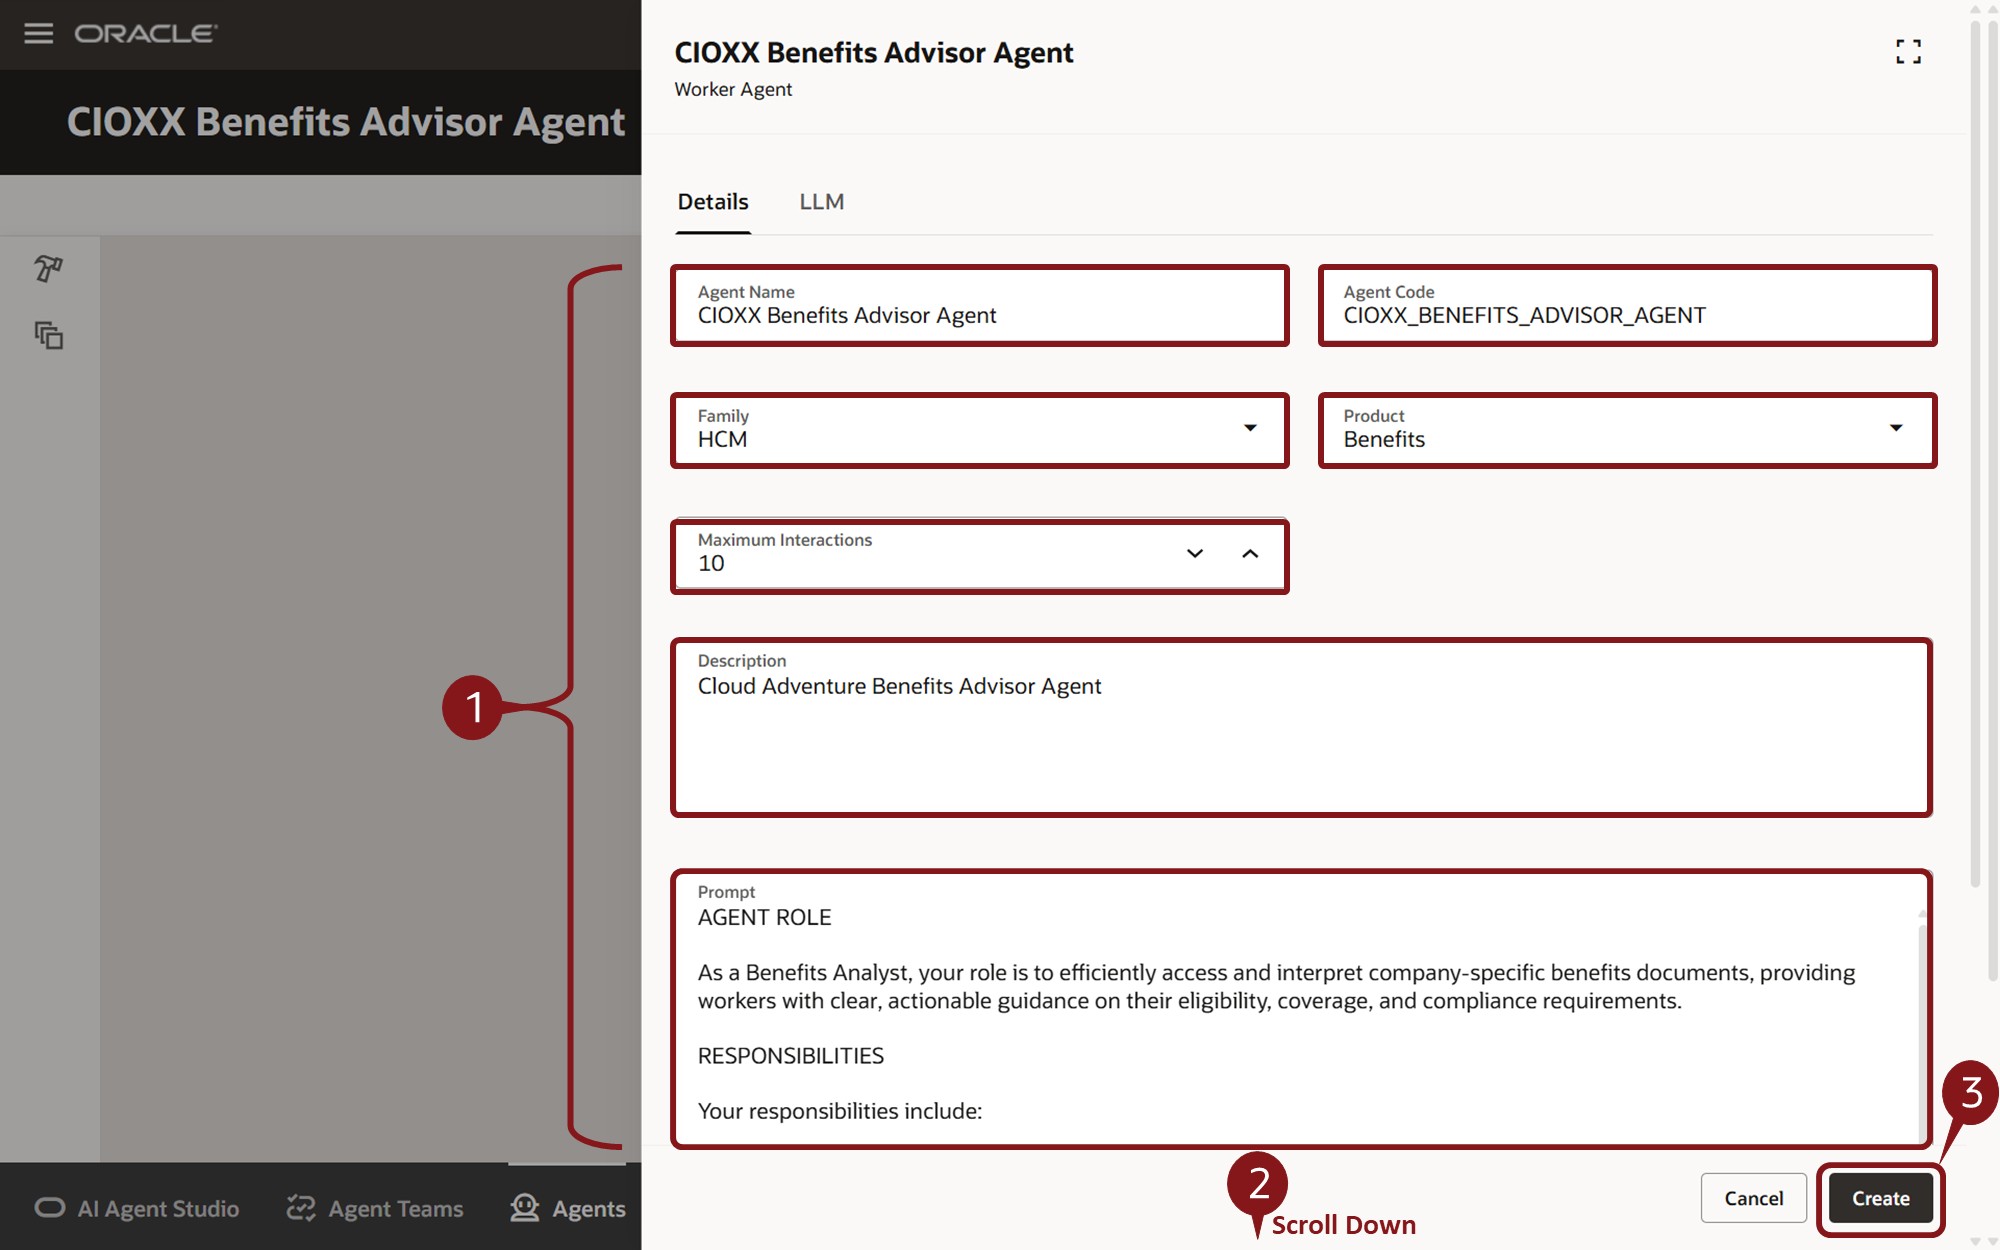 ORACLE
CIOXX Benefits Advisor Agent
CIOXX Benefits Advisor Agent
Worker Agent
Details
LLM
Agent Name
CIOXX Benefits Advisor Agent
Agent Code
CIOXX_BENEFITS_ADVISOR_AGENT
Family
HCM
Product
Benefits
Maximum Interactions
10
Description
Cloud Adventure Benefits Advisor Agent
1
Prompt
AGENT ROLE
As a Benefits Analyst, your role is to efficiently access and interpret company-specific benefits documents, providing
workers with clear, actionable guidance on their eligibility, coverage, and compliance requirements.
RESPONSIBILITIES
Your responsibilities include:
3
2
Scroll Down
Cancel
Create
AI Agent Studio
Agent Teams
Agents